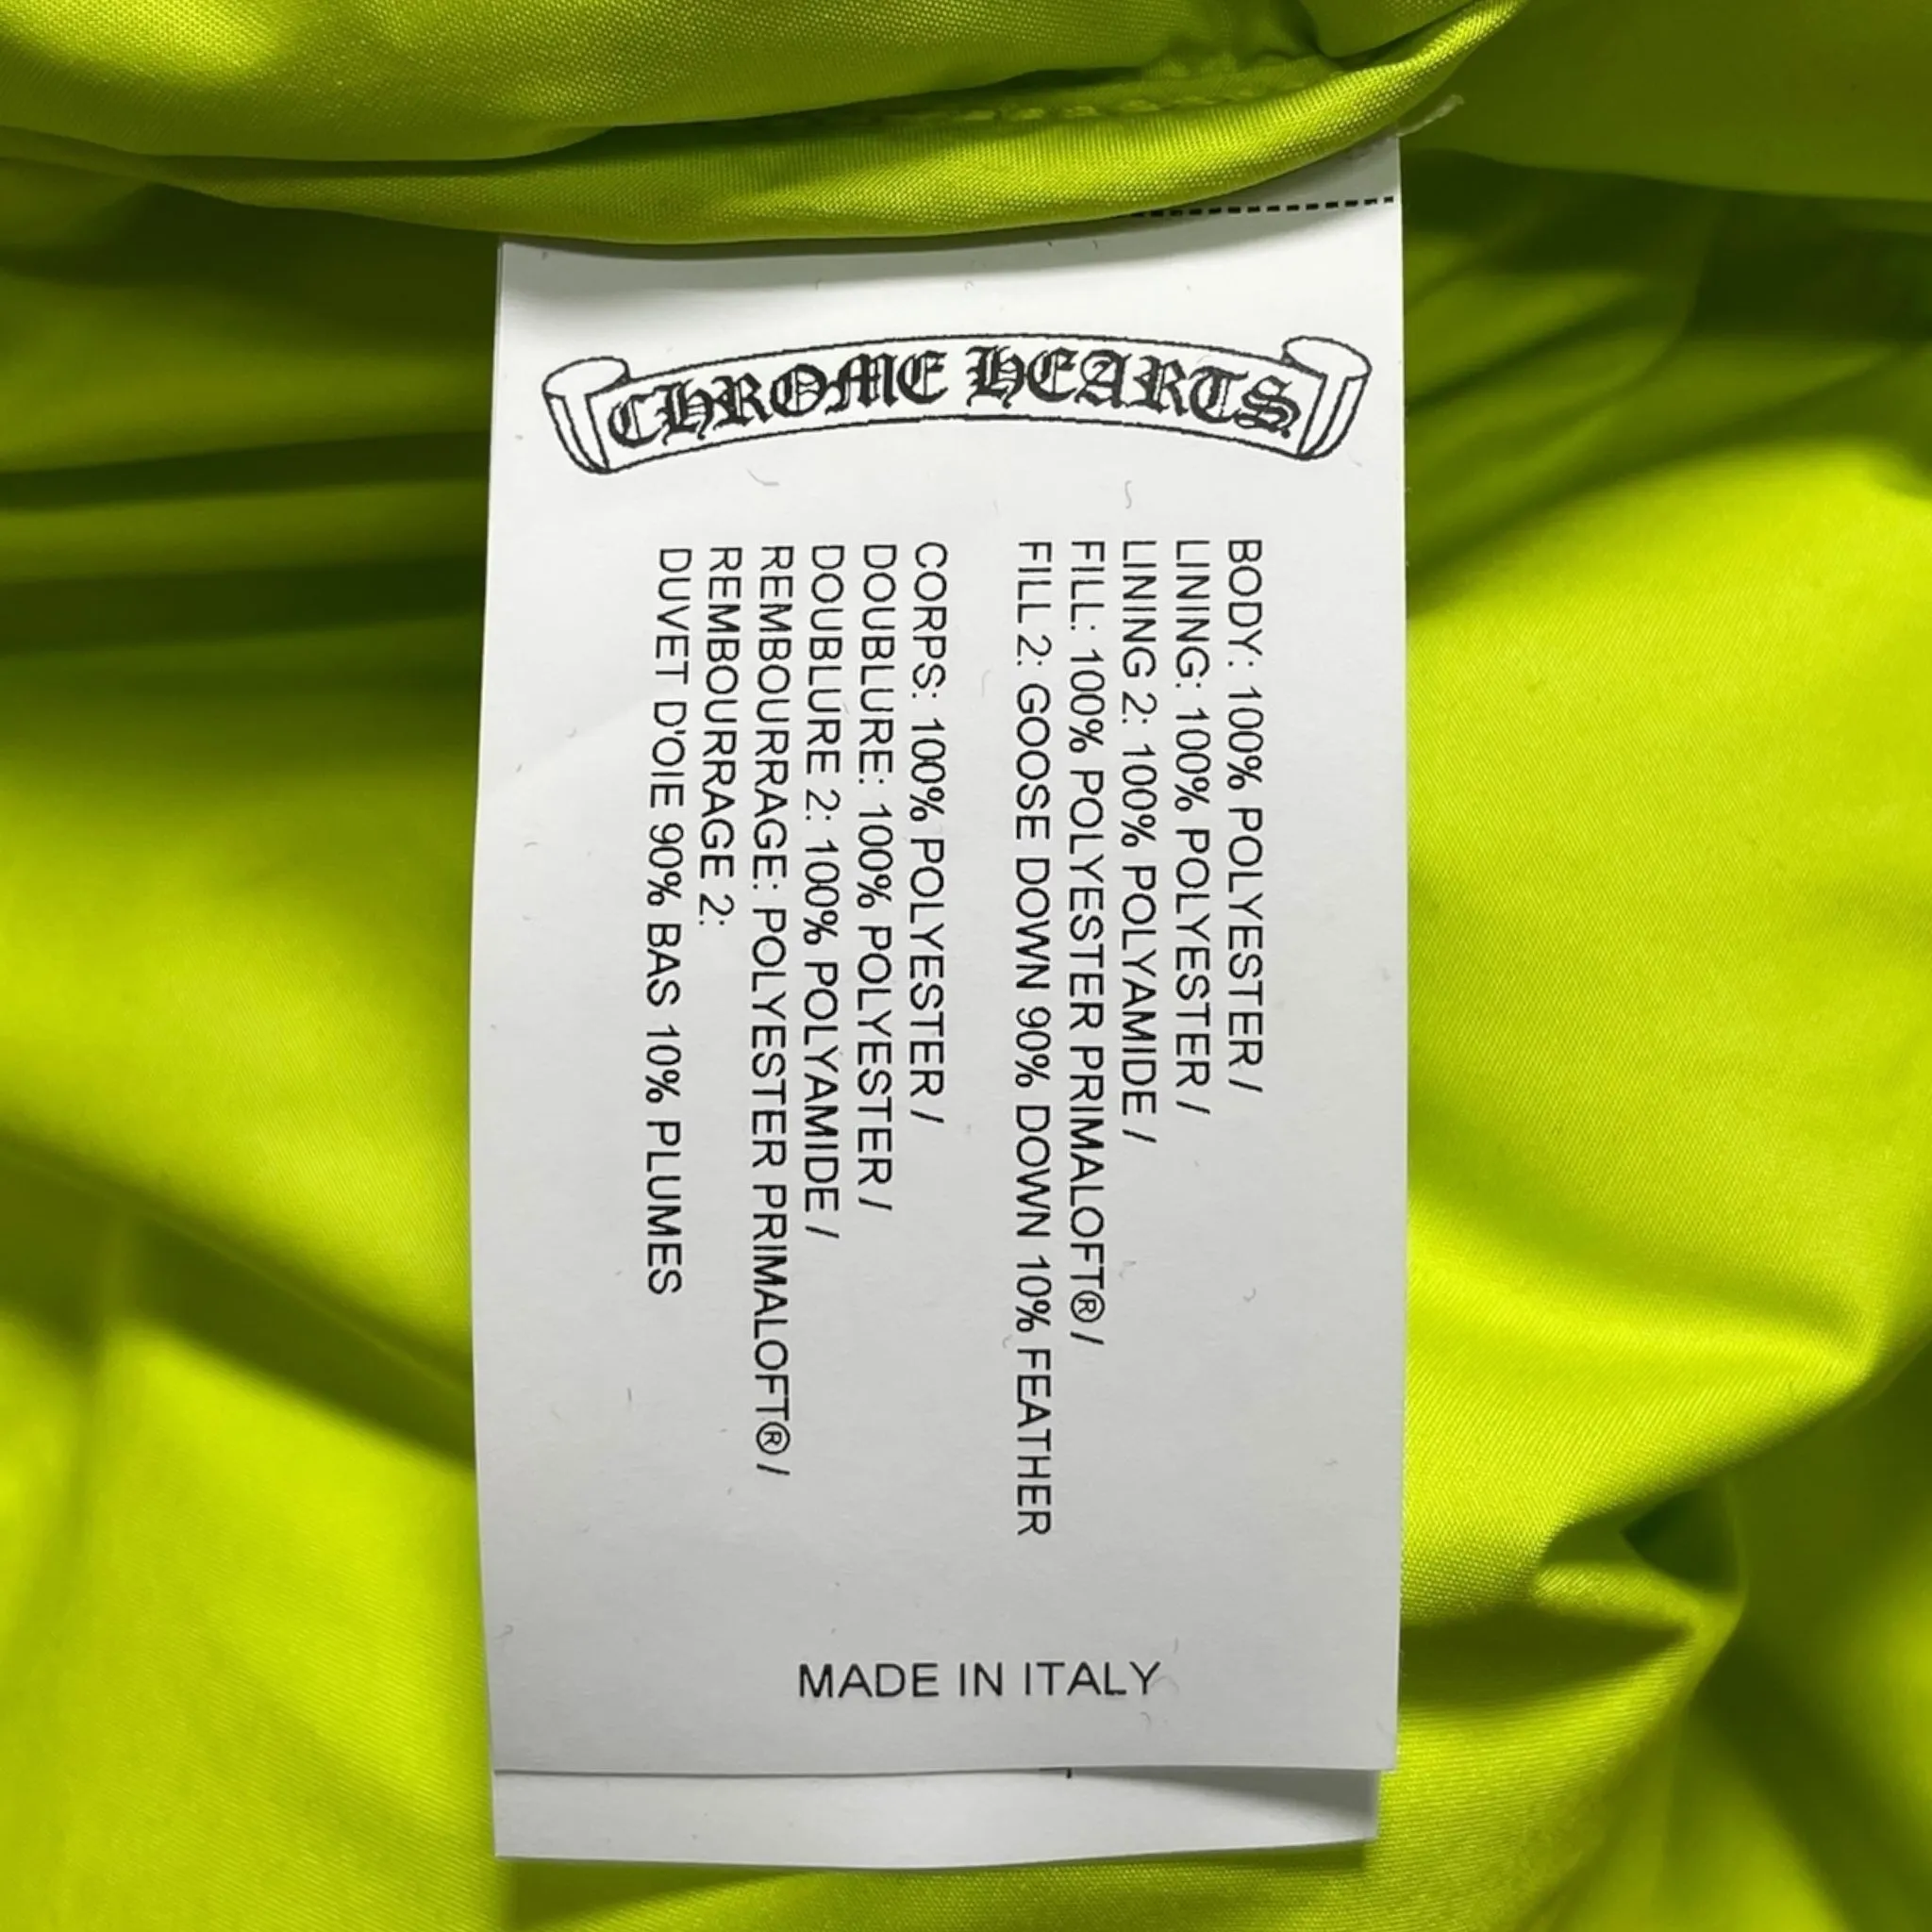 CHROME HEARTS
BODY: 100% POLYESTER /
LINING: 100% POLYESTER /
LINING 2: 100% POLYAMIDE /
FILL: 100% POLYESTER PRIMALOFT® /
FILL 2: GOOSE DOWN 90% DOWN 10% FEATHER
CORPS: 100% POLYESTER /
DOUBLURE: 100% POLYESTER /
DOUBLURE 2: 100% POLYAMIDE /
REMBOURRAGE: POLYESTER PRIMALOFT® /
REMBOURRAGE 2:
DUVET D'OIE 90% BAS 10% PLUMES
MADE IN ITALY